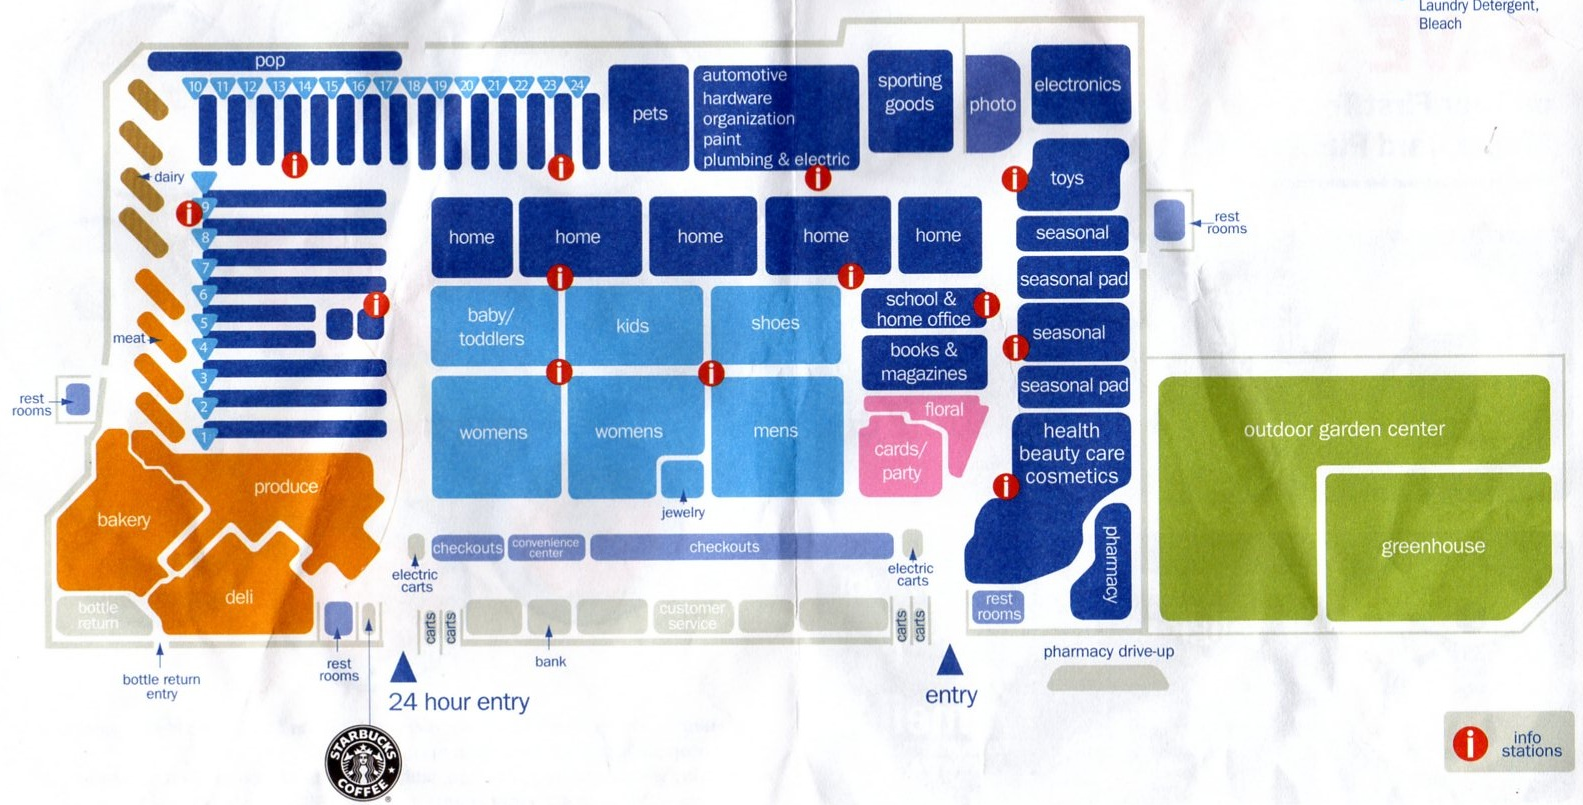 Laundry Detergent,
Bleach
pop
10 11 12 13 14 15 16 17 18 19 20 21 22 23 24
pets
automotive
hardware
organization
paint
plumbing & electric
sporting
goods
photo
electronics
dairy
toys
9
8
7
6
5
4
3
2
1
home
home
home
home
home
seasonal
rest
rooms
seasonal pad
baby/
toddlers
kids
shoes
school &
home office
seasonal
meat
books &
magazines
seasonal pad
rest
rooms
floral
womens
womens
mens
cards/
party
health
beauty care
cosmetics
outdoor garden center
produce
bakery
jewelry
checkouts
convenience
center
checkouts
electric
carts
electric
carts
pharmacy
greenhouse
deli
bottle
return
rest
rooms
carts
carts
customer
service
carts
carts
bank
rest
rooms
pharmacy drive-up
bottle return
entry
24 hour entry
entry
STARBUCKS
COFFEE
®
i info
stations